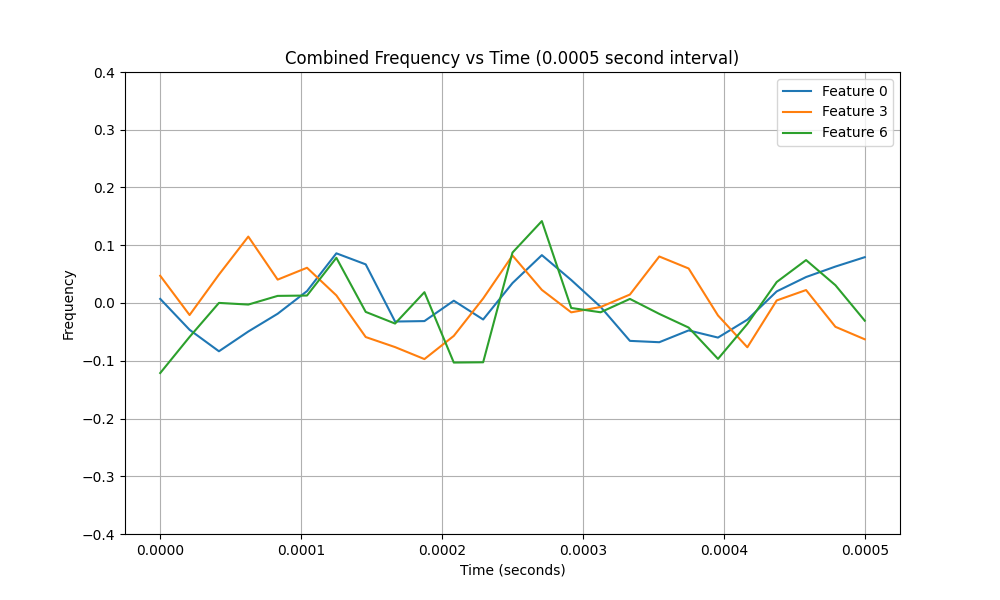 Combined Frequency vs Time (0.0005 second interval)
Feature 0
Feature 3
Feature 6
Frequency
0.4
0.3
0.2
0.1
0.0
−0.1
−0.2
−0.3
−0.4
0.0000 0.0001 0.0002 0.0003 0.0004 0.0005
Time (seconds)